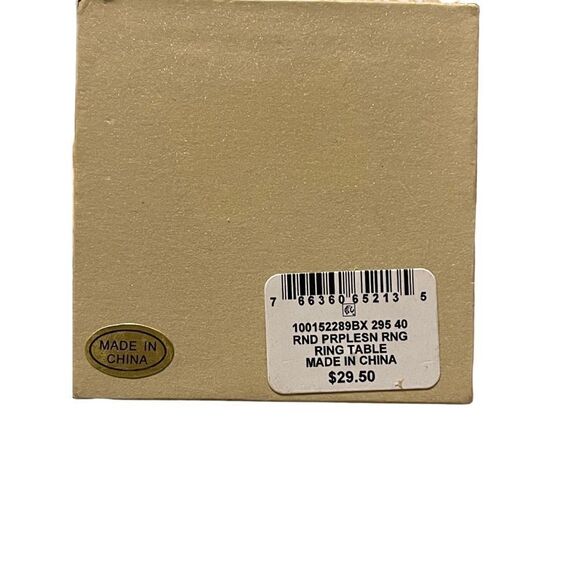 7 66360 65213 5
100152289BX 295 40
RND PRPLESN RNG
RING TABLE
MADE IN CHINA
$29.50
MADE IN
CHINA